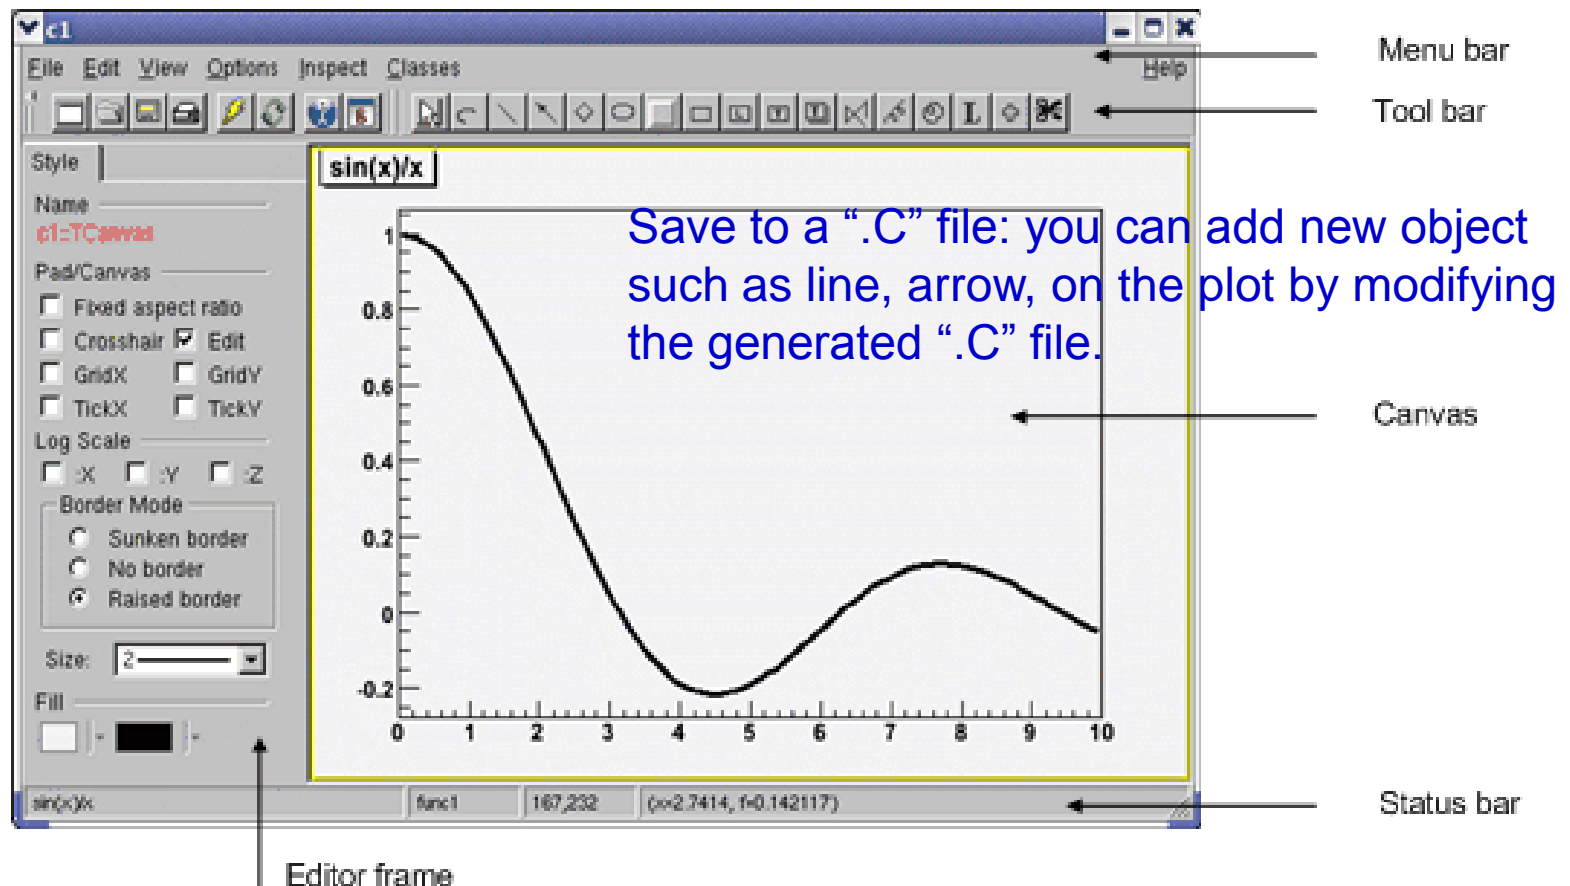 c1
File Edit View Options Inspect Classes Help
Menu bar
Tool bar
Style
Name
c1::TCanvas
Pad/Canvas
Fixed aspect ratio
Crosshair Edit
GridX GridY
TickX TickY
Log Scale
:X :Y :Z
Border Mode
Sunken border
No border
Raised border
Size: 2
Fill
sin(x)/x
Save to a “.C” file: you can add new object
such as line, arrow, on the plot by modifying
the generated “.C” file.
1
0.8
0.6
0.4
0.2
0
-0.2
0 1 2 3 4 5 6 7 8 9 10
Canvas
sin(x)/x func1 167,232 (x=2.7414, f=0.142117)
Status bar
Editor frame